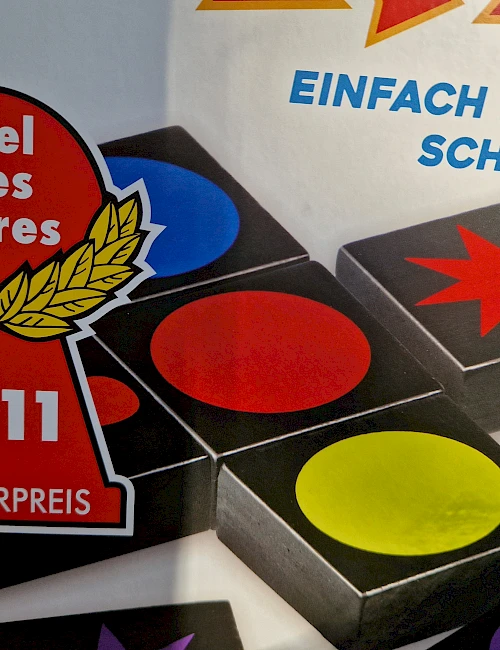 EINFACH
SCH
el
es
res
11
RPREIS